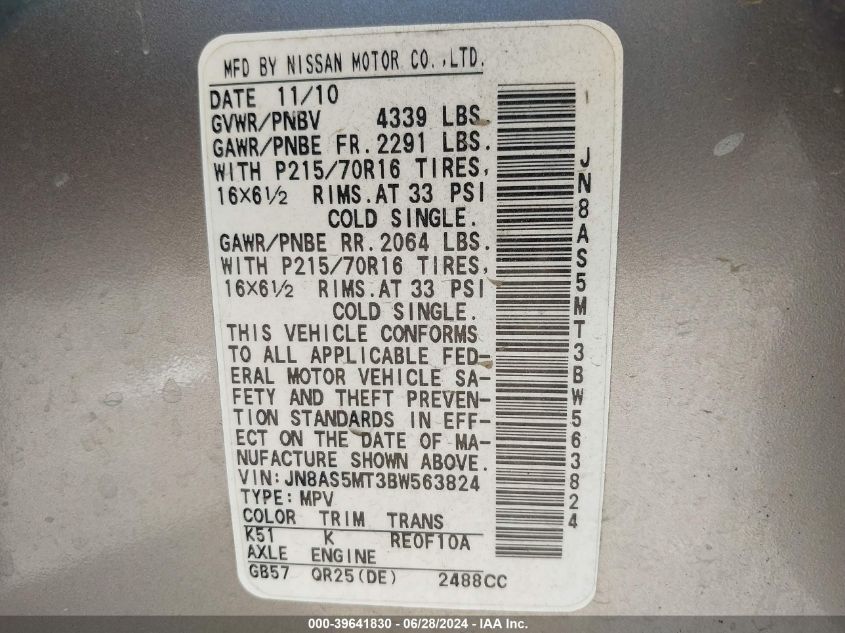 MFD BY NISSAN MOTOR CO.,LTD.
DATE 11/10
GVWR/PNBV 4339 LBS.
GAWR/PNBE FR.2291 LBS.
WITH P215/70R16 TIRES,
16×6½ RIMS.AT 33 PSI
COLD SINGLE.
GAWR/PNBE RR.2064 LBS.
WITH P215/70R16 TIRES,
16×6½ RIMS.AT 33 PSI
COLD SINGLE.
THIS VEHICLE CONFORMS
TO ALL APPLICABLE FED-
ERAL MOTOR VEHICLE SA-
FETY AND THEFT PREVEN-
TION STANDARDS IN EFF-
ECT ON THE DATE OF MA-
NUFACTURE SHOWN ABOVE.
VIN:JN8AS5MT3BW563824
TYPE:MPV
COLOR TRIM TRANS
K51 K RE0F10A
AXLE ENGINE
GB57 QR25(DE) 2488CC
JN8AS5MT3BW563824
000-39641830 - 06/28/2024 - IAA Inc.